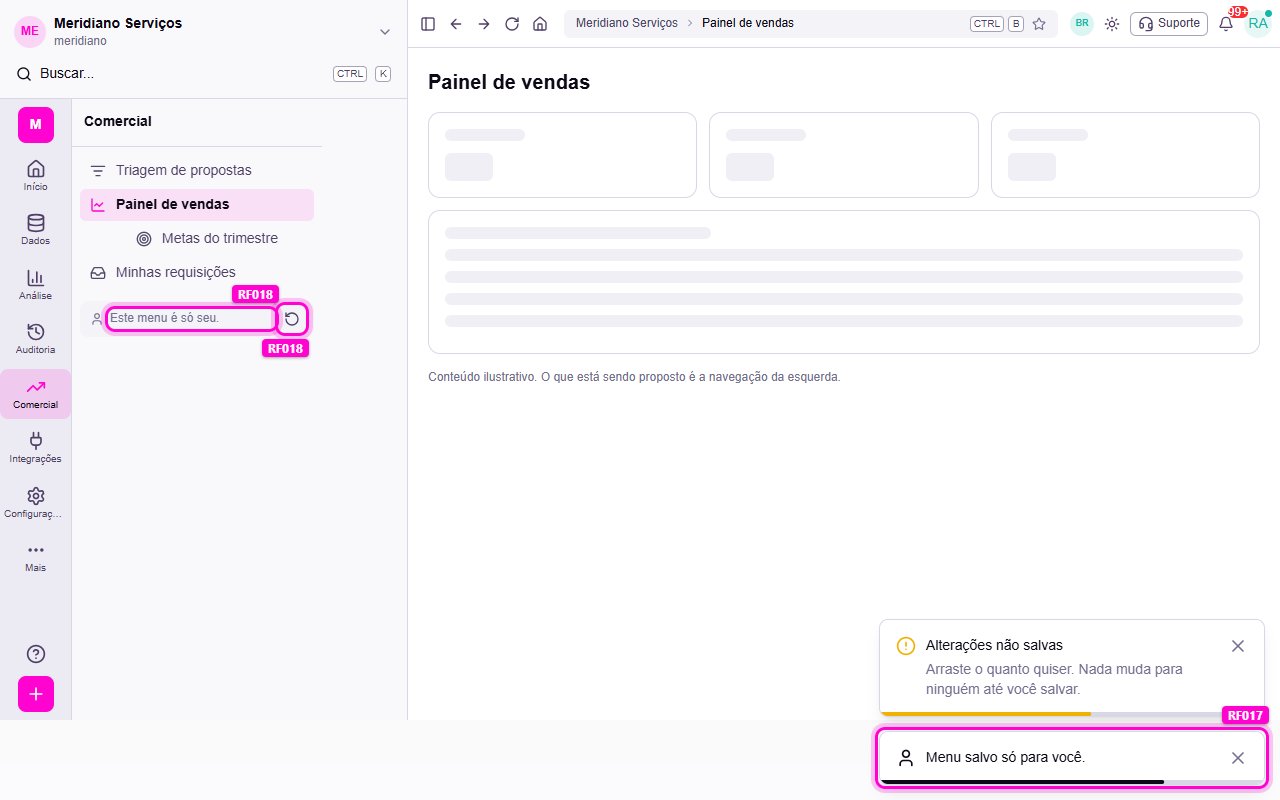 ME
Meridiano Serviços
meridiano
Buscar...
CTRL K
Meridiano Serviços > Painel de vendas
CTRL B
BR
Suporte
99+
RA
M
Início
Dados
Análise
Auditoria
Comercial
Integrações
Configuraç...
Mais
Comercial
Triagem de propostas
Painel de vendas
Metas do trimestre
Minhas requisições
RF018
Este menu é só seu.
RF018
Painel de vendas
Conteúdo ilustrativo. O que está sendo proposto é a navegação da esquerda.
Alterações não salvas
Arraste o quanto quiser. Nada muda para
ninguém até você salvar.
RF017
Menu salvo só para você.